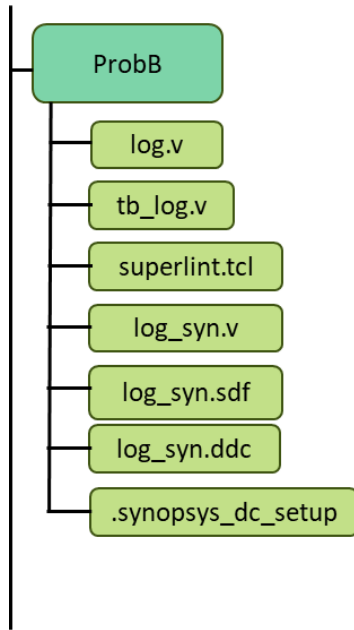 ProbB
log.v
tb_log.v
superlint.tcl
log_syn.v
log_syn.sdf
log_syn.ddc
.synopsys_dc_setup